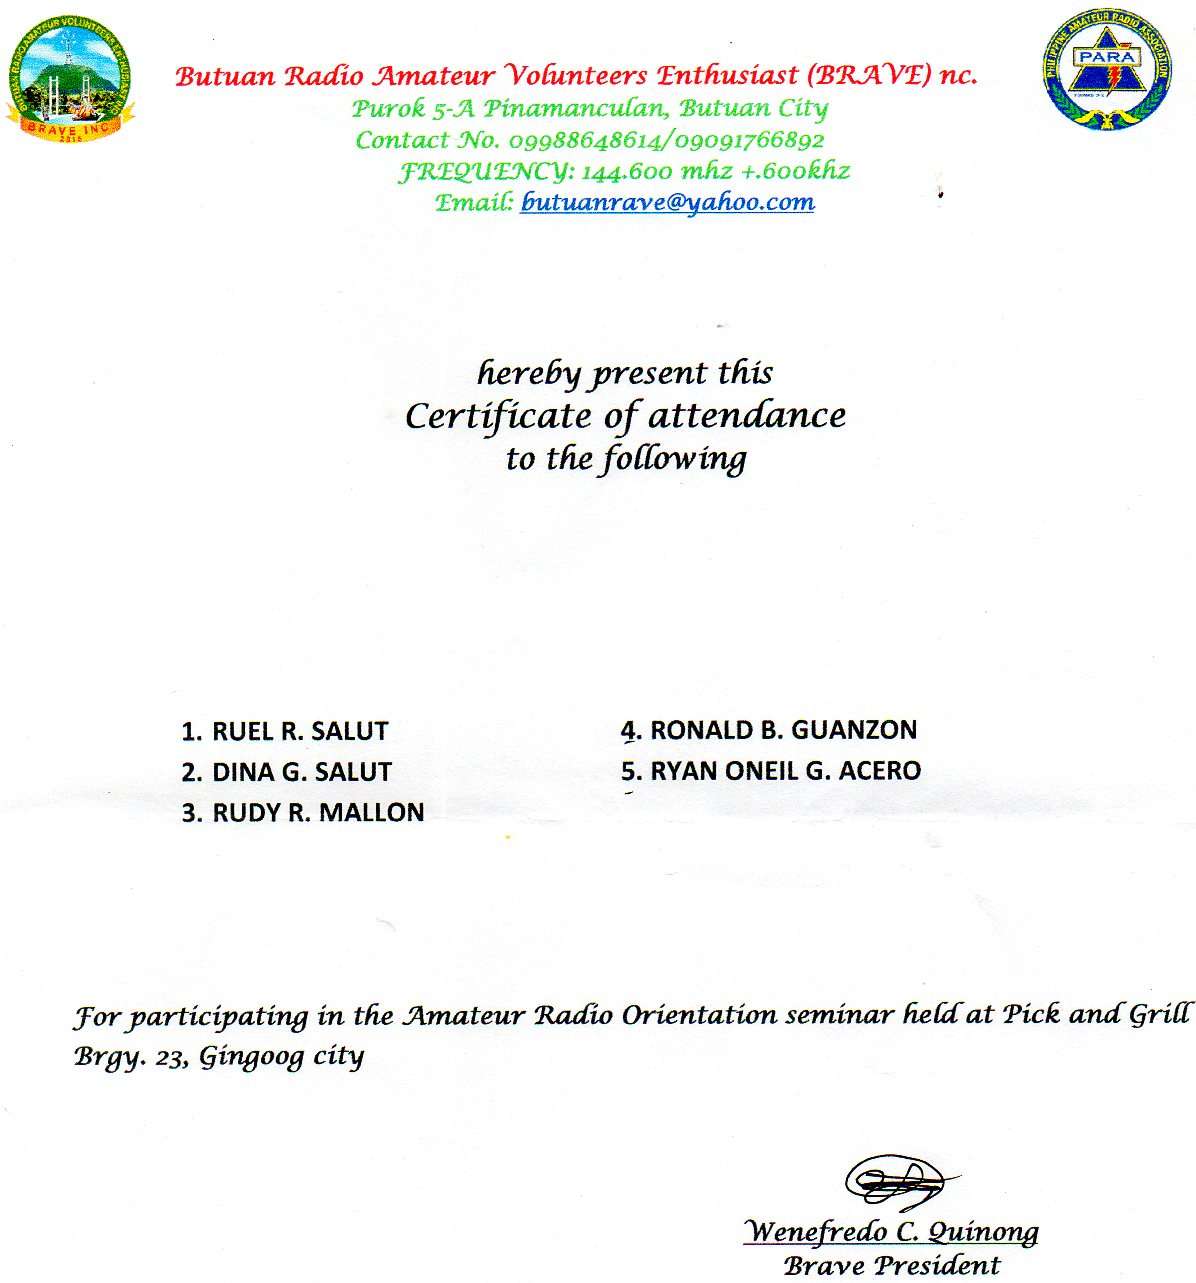 BUTUAN RADIO AMATEUR VOLUNTEERS ENTHUSIAST
BRAVE INC.
Butuan Radio Amateur Volunteers Enthusiast (BRAVE) nc.
Purok 5-A Pinamanculan, Butuan City
Contact No. 09988648614/09091766892
FREQUENCY: 144.600 mhz +.600khz
Email: butuanrave@yahoo.com
PHILIPPINE AMATEUR RADIO ASSOCIATION
PARA
hereby present this
Certificate of attendance
to the following
1. RUEL R. SALUT
2. DINA G. SALUT
3. RUDY R. MALLON
4. RONALD B. GUANZON
5. RYAN ONEIL G. ACERO
For participating in the Amateur Radio Orientation seminar held at Pick and Grill
Brgy. 23, Gingoog city
Wenefredo C. Quinong
Brave President